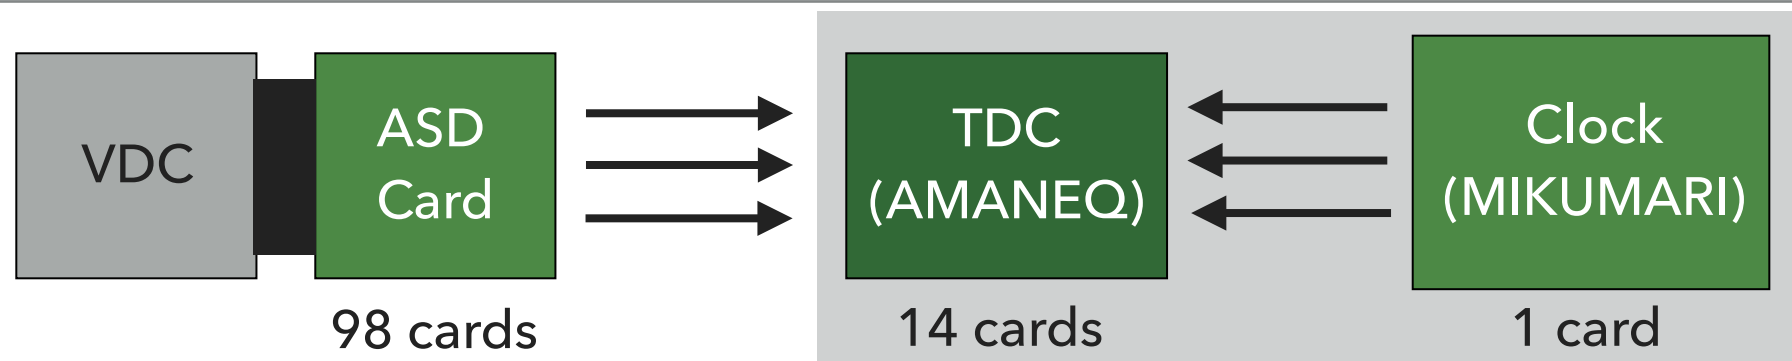 VDC
ASD
Card
98 cards
TDC
(AMANEQ)
14 cards
Clock
(MIKUMARI)
1 card